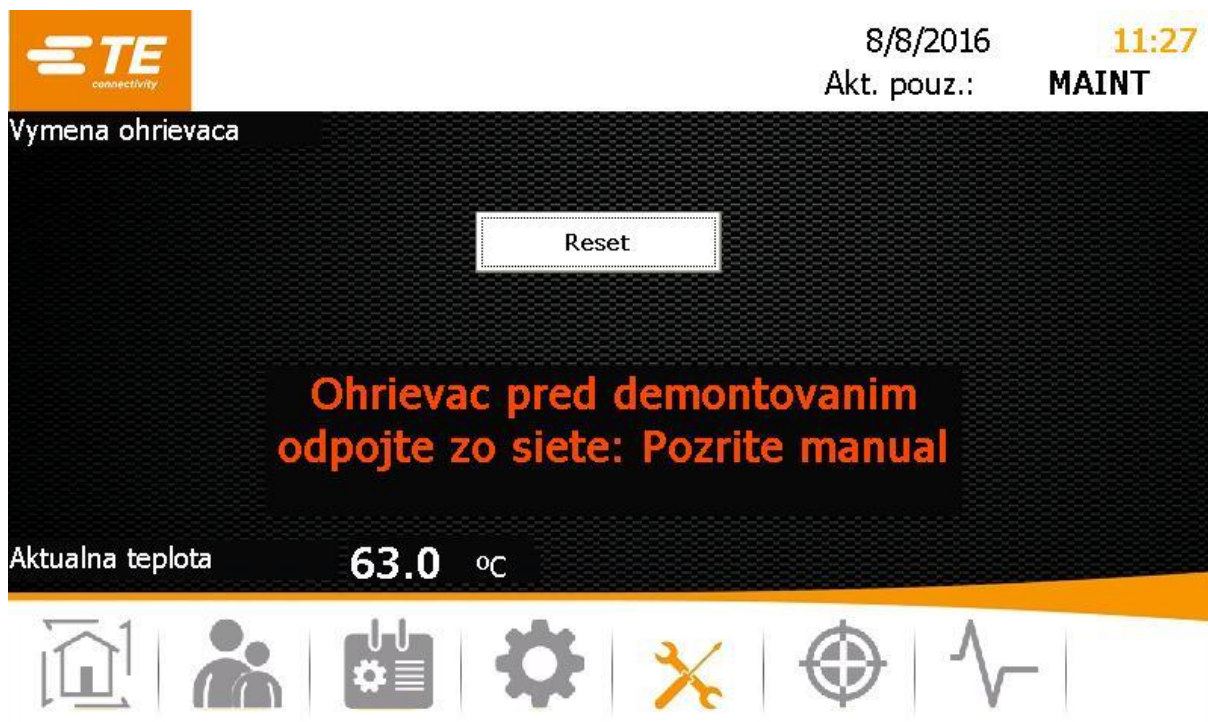 TE
connectivity
8/8/2016 11:27
Akt. pouz.: MAINT
Vymena ohrievaca
Reset
Ohrievac pred demontovanim
odpojte zo siete: Pozrite manual
Aktualna teplota 63.0 ºC